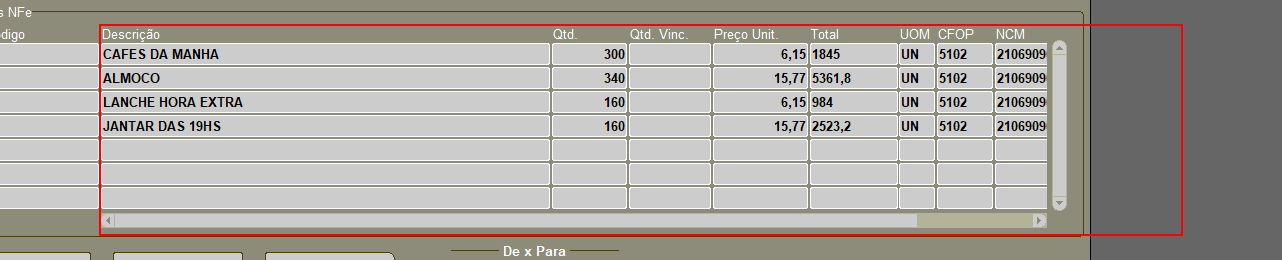 s NFe
ódigo Descrição Qtd. Qtd. Vinc. Preço Unit. Total UOM CFOP NCM
CAFES DA MANHA 300 6,15 1845 UN 5102 2106909
ALMOCO 340 15,77 5361,8 UN 5102 2106909
LANCHE HORA EXTRA 160 6,15 984 UN 5102 2106909
JANTAR DAS 19HS 160 15,77 2523,2 UN 5102 2106909
De x Para